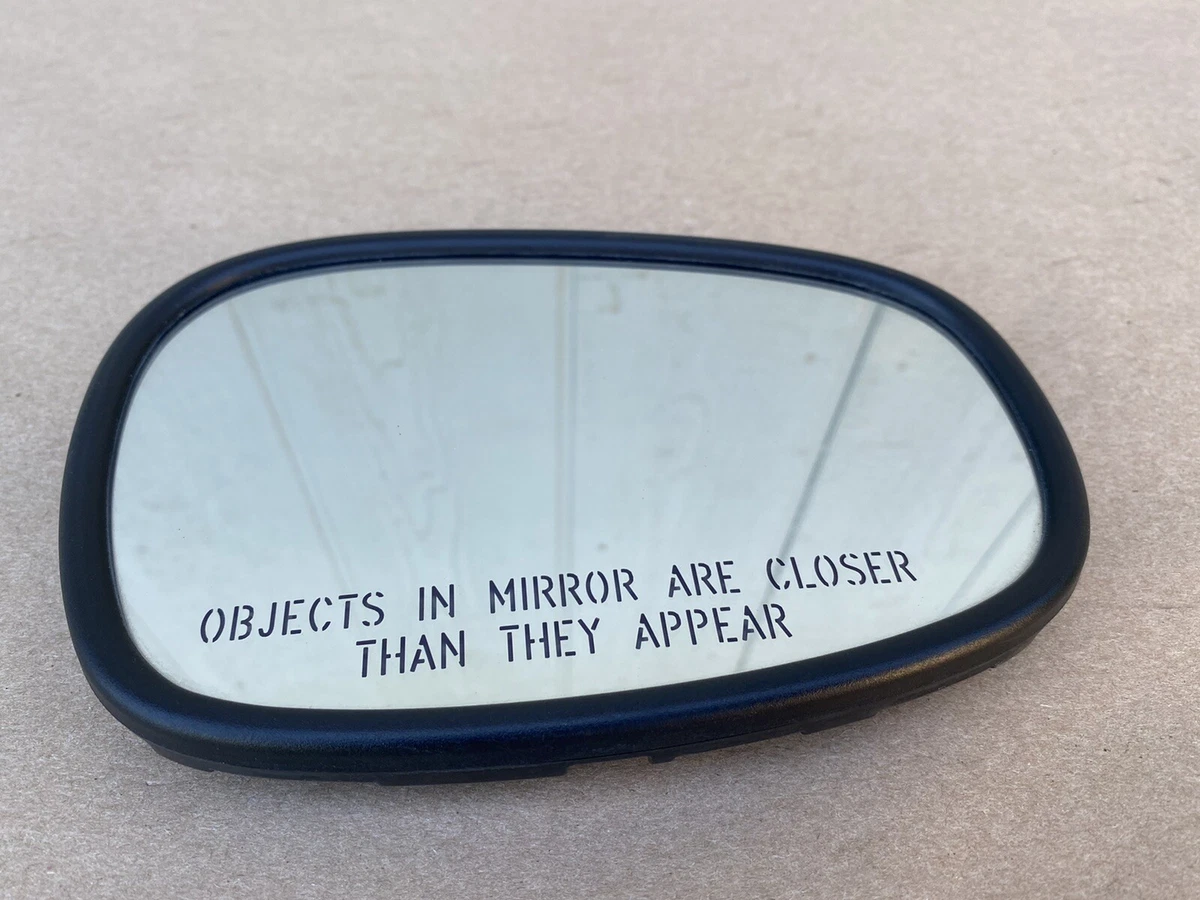 OBJECTS IN MIRROR ARE CLOSER
THAN THEY APPEAR